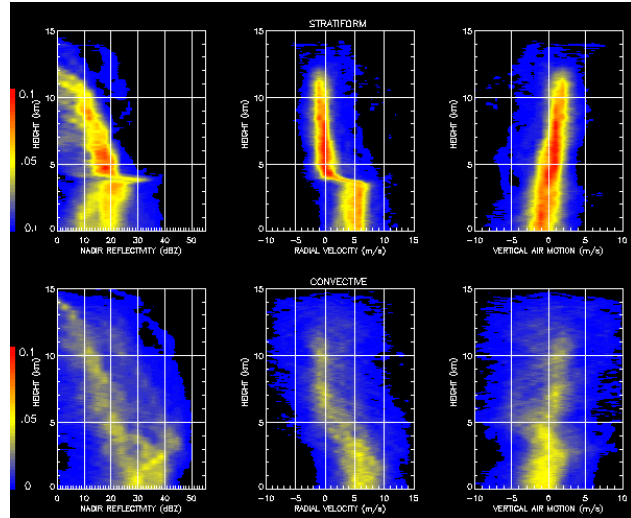 STRATIFORM
15
10
5
0
HEIGHT (km)
0.1
.05
0.1
0 10 20 30 40 50
NADIR REFLECTIVITY (dBZ)
15
10
5
0
HEIGHT (km)
-10 -5 0 5 10 15
RADIAL VELOCITY (m/s)
15
10
5
0
HEIGHT (km)
-10 -5 0 5 10
VERTICAL AIR MOTION (m/s)
CONVECTIVE
15
10
5
0
HEIGHT (km)
0.1
.05
0
0 10 20 30 40 50
NADIR REFLECTIVITY (dBZ)
15
10
5
0
HEIGHT (km)
-10 -5 0 5 10 15
RADIAL VELOCITY (m/s)
15
10
5
0
HEIGHT (km)
-10 -5 0 5 10
VERTICAL AIR MOTION (m/s)